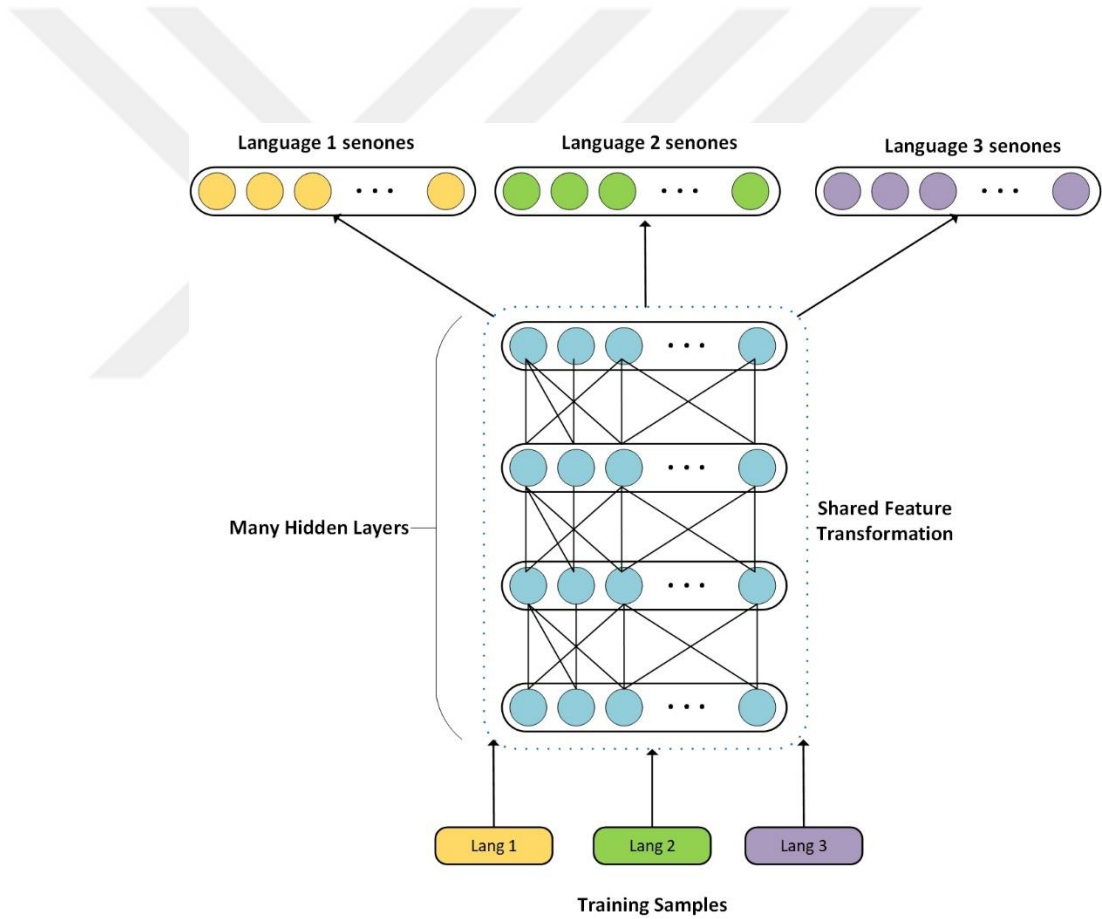 Language 1 senones
Language 2 senones
Language 3 senones
Many Hidden Layers
Shared Feature
Transformation
Lang 1
Lang 2
Lang 3
Training Samples